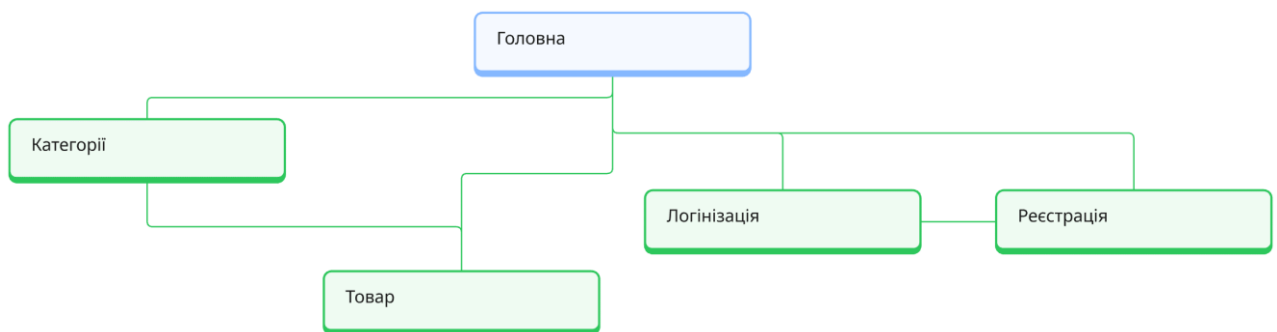 Головна
Категорії
Логінізація
Реєстрація
Товар